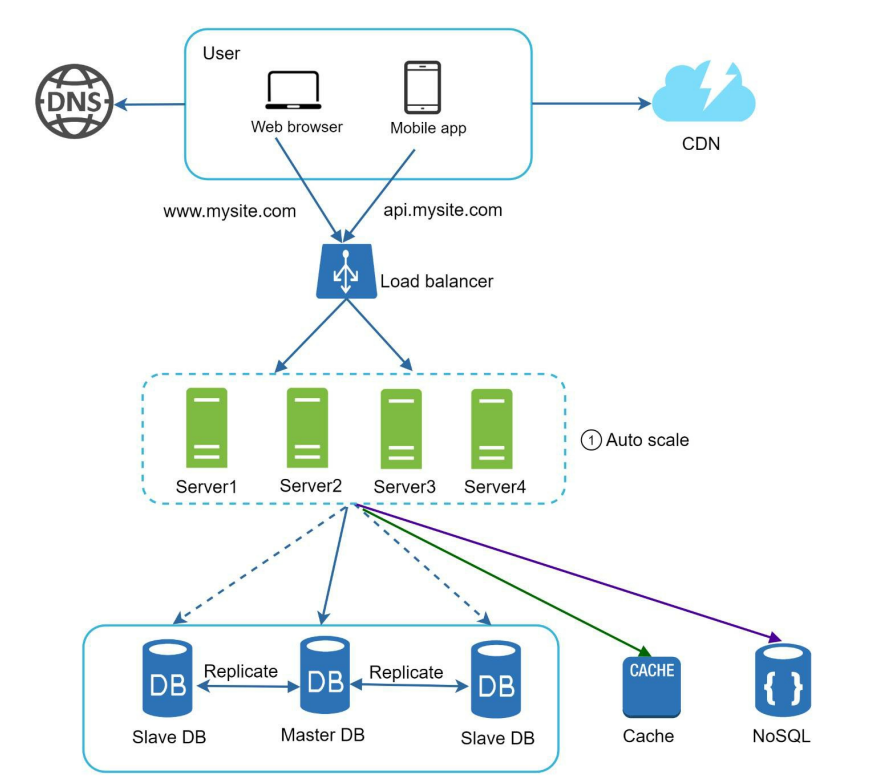 User
DNS
Web browser
Mobile app
CDN
www.mysite.com
api.mysite.com
Load balancer
Server1
Server2
Server3
Server4
1 Auto scale
DB
Replicate
DB
Replicate
DB
CACHE
{ }
Slave DB
Master DB
Slave DB
Cache
NoSQL